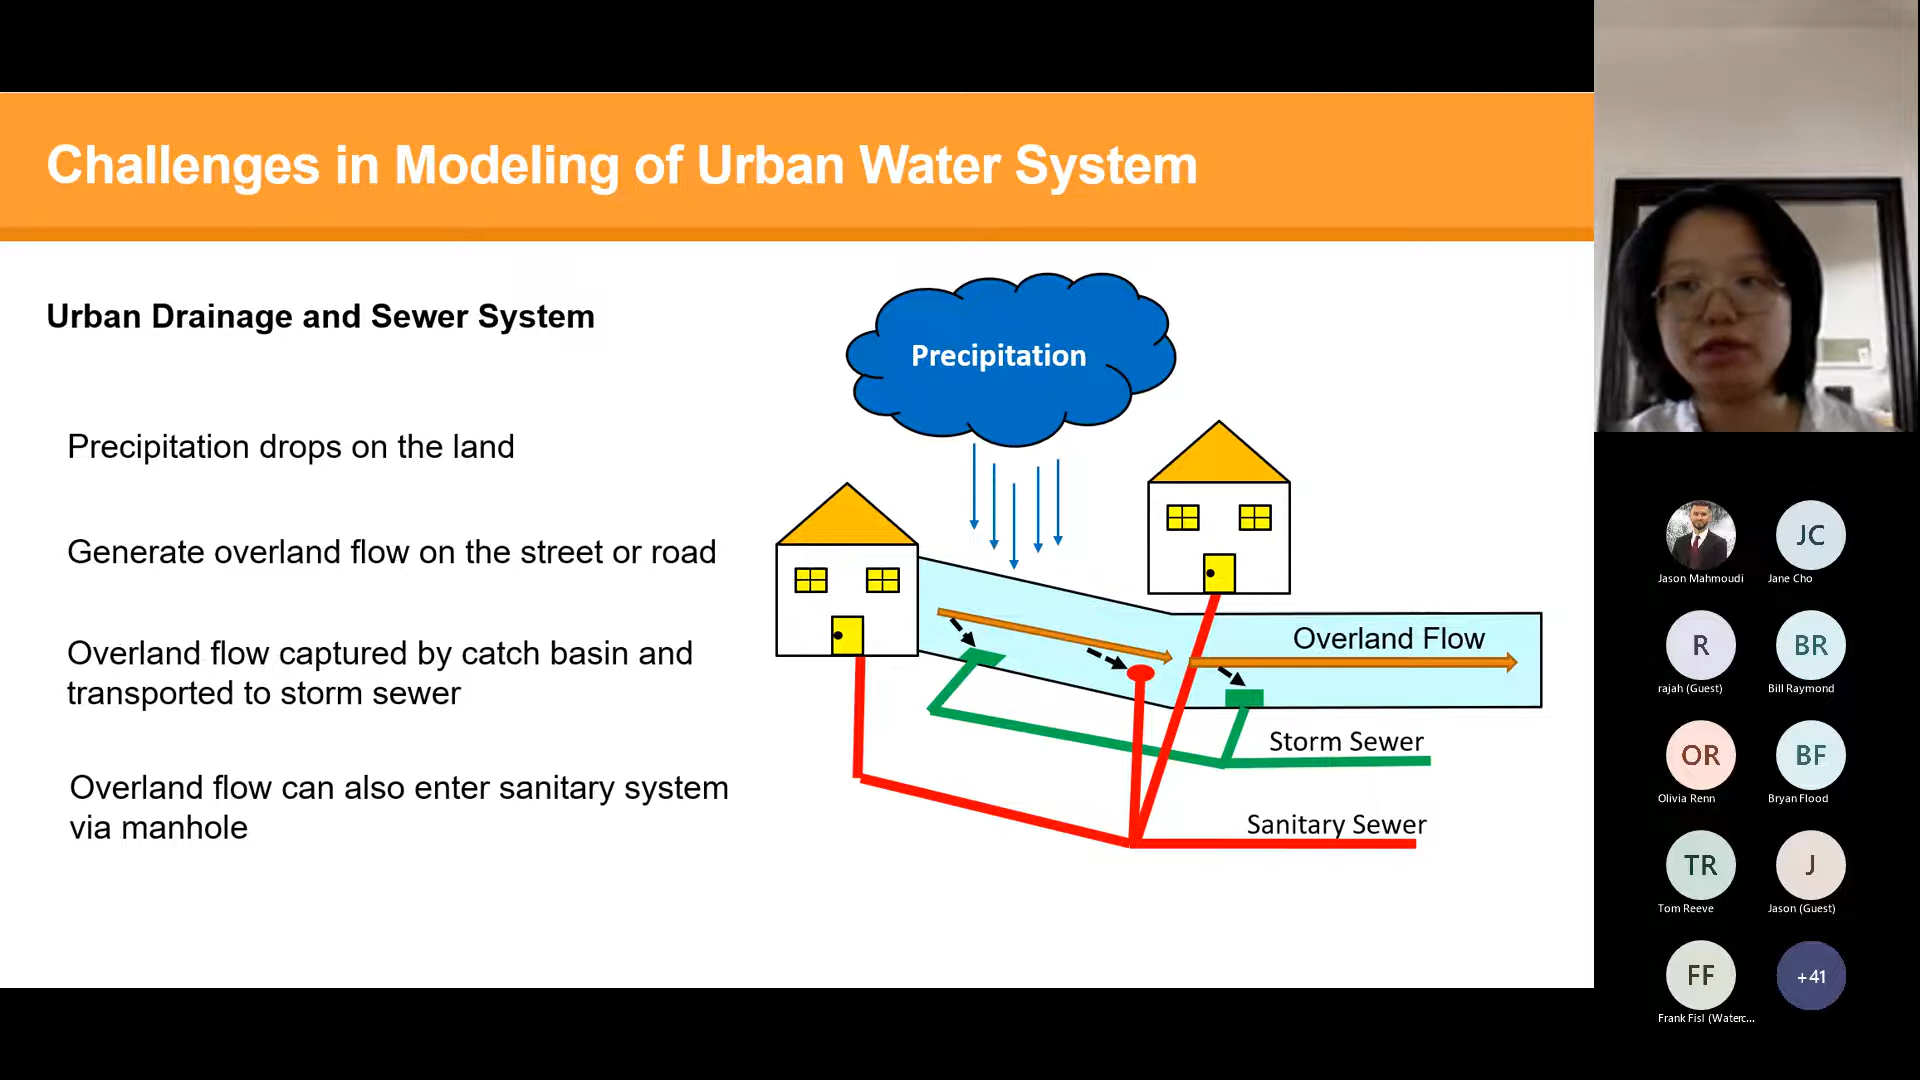 Challenges in Modeling of Urban Water System
Urban Drainage and Sewer System
Precipitation drops on the land
Generate overland flow on the street or road
Overland flow captured by catch basin and
transported to storm sewer
Overland flow can also enter sanitary system
via manhole
Precipitation
Overland Flow
Storm Sewer
Sanitary Sewer
Jason Mahmoudi
JC
Jane Cho
R
rajah (Guest)
BR
Bill Raymond
OR
Olivia Renn
BF
Bryan Flood
TR
Tom Reeve
J
Jason (Guest)
FF
Frank Fisl (Waterc...
+41